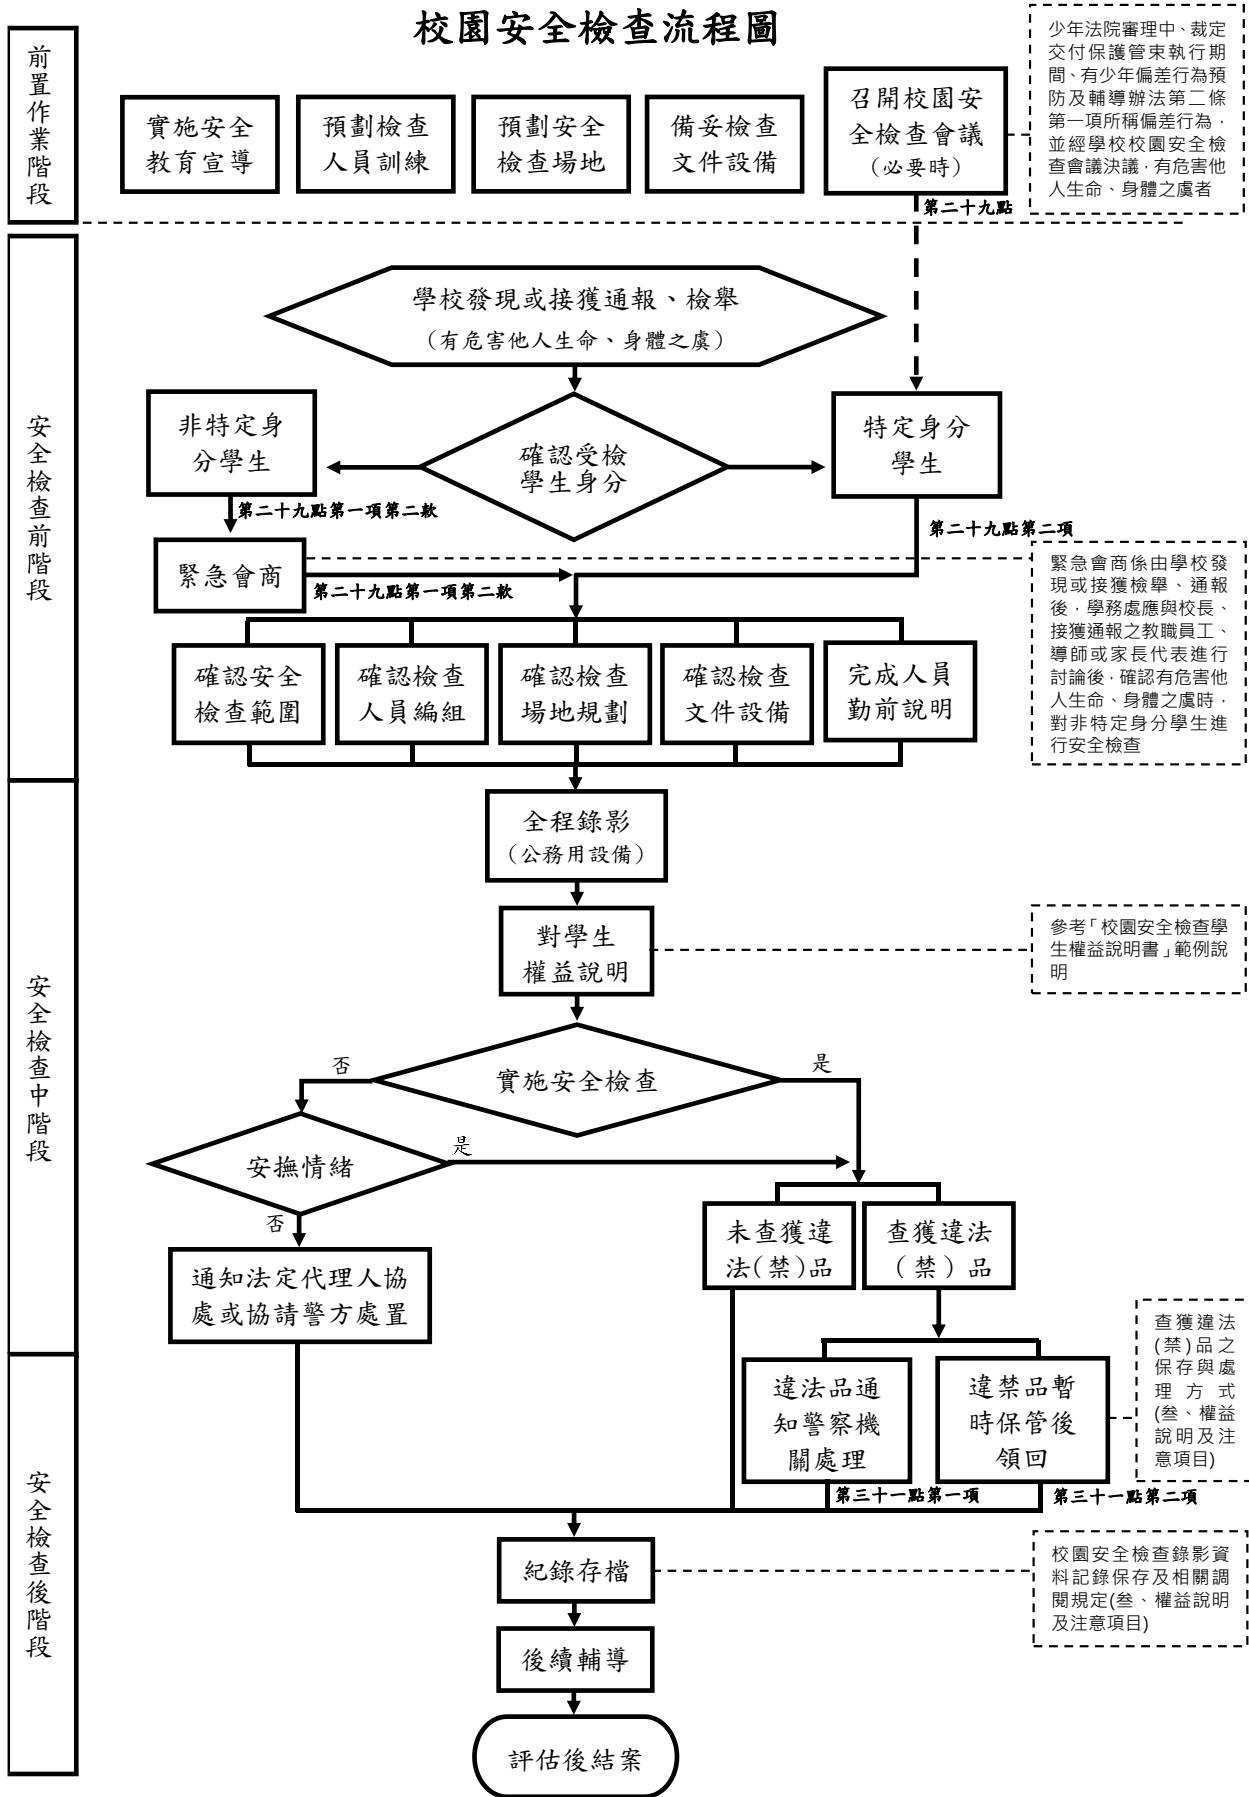 校園安全檢查流程圖
前置作業階段
實施安全
教育宣導
預劃檢查
人員訓練
預劃安全
檢查場地
備妥檢查
文件設備
召開校園安
全檢查會議
(必要時)
少年法院審理中、裁定
交付保護管束執行期
間、有少年偏差行為預
防及輔導辦法第二條
第一項所稱偏差行為，
並經學校校園安全檢
查會議決議，有危害他
人生命、身體之虞者
第二十九點
安全檢查前階段
學校發現或接獲通報、檢舉
（有危害他人生命、身體之虞）
非特定身
分學生
確認受檢
學生身分
特定身分
學生
第二十九點第一項第二款
第二十九點第二項
緊急會商
第二十九點第一項第二款
緊急會商係由學校發
現或接獲檢舉、通報
後，學務處應與校長、
接獲通報之教職員工、
導師或家長代表進行
討論後，確認有危害他
人生命、身體之虞時，
對非特定身分學生進
行安全檢查
確認安全
檢查範圍
確認檢查
人員編組
確認檢查
場地規劃
確認檢查
文件設備
完成人員
勤前說明
安全檢查中階段
全程錄影
（公務用設備）
對學生
權益說明
參考「校園安全檢查學
生權益說明書」範例說
明
實施安全檢查
否
是
安撫情緒
是
否
未查獲違
法(禁)品
查獲違法
（禁）品
通知法定代理人協
處或協請警方處置
查獲違法
(禁)品之
保存與處
理方式
(叁、權益
說明及注
意項目)
安全檢查後階段
違法品通
知警察機
關處理
違禁品暫
時保管後
領回
第三十一點第一項
第三十一點第二項
紀錄存檔
校園安全檢查錄影資
料記錄保存及相關調
閱規定(叁、權益說明
及注意項目)
後續輔導
評估後結案